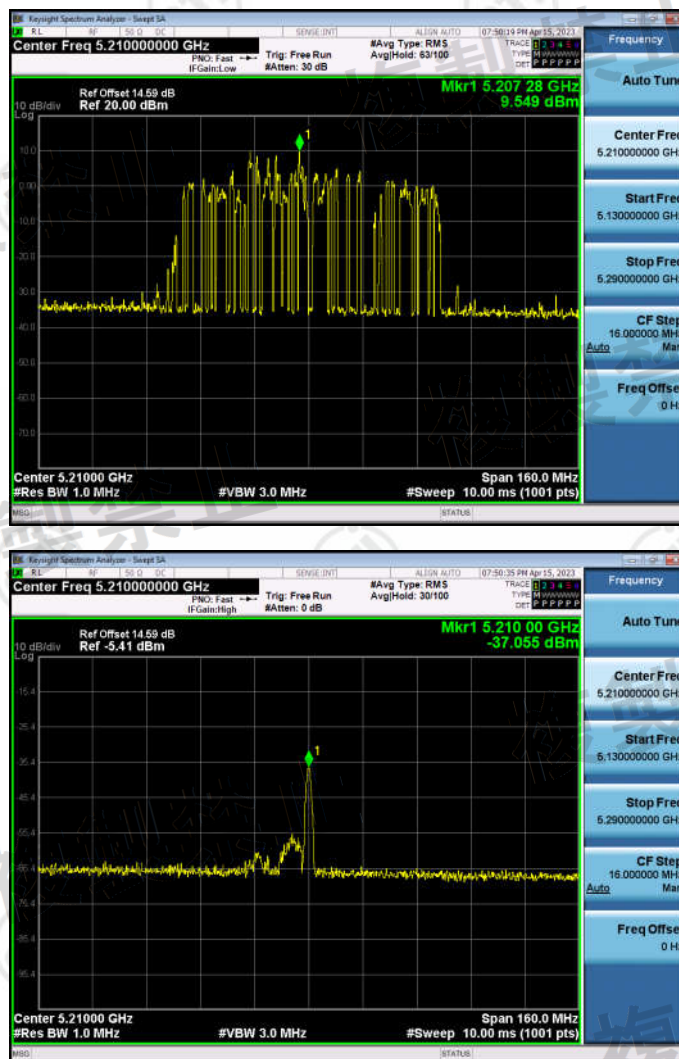 Keysight Spectrum Analyzer - Swept SA
RL RF 50 Ω DC SENSE:INT ALIGN AUTO 07:50:19 PM Apr 15, 2023
Center Freq 5.210000000 GHz
#Avg Type: RMS
TRACE 1 2 3 4 5 6
Frequency
PNO: Fast
Trig: Free Run
Avg|Hold: 63/100
TYPE M W W W W W
IFGain:Low
#Atten: 30 dB
DET P P P P P P
Auto Tune
Mkr1 5.207 28 GHz
Ref Offset 14.59 dB
10 dB/div Ref 20.00 dBm
9.549 dBm
Log
1
10.0
0.00
-10.0
-20.0
-30.0
-40.0
-50.0
-60.0
-70.0
Center Freq
5.210000000 GHz
Start Freq
5.130000000 GHz
Stop Freq
5.290000000 GHz
CF Step
16.000000 MHz
Auto Man
Freq Offset
0 Hz
Center 5.21000 GHz Span 160.0 MHz
#Res BW 1.0 MHz #VBW 3.0 MHz #Sweep 10.00 ms (1001 pts)
MSG STATUS
Keysight Spectrum Analyzer - Swept SA
RL RF 50 Ω DC SENSE:INT ALIGN AUTO 07:50:35 PM Apr 15, 2023
Center Freq 5.210000000 GHz
#Avg Type: RMS
TRACE 1 2 3 4 5 6
Frequency
PNO: Fast
Trig: Free Run
Avg|Hold: 30/100
TYPE M W W W W W
IFGain:High
#Atten: 0 dB
DET P P P P P P
Auto Tune
Mkr1 5.210 00 GHz
Ref Offset 14.59 dB
10 dB/div Ref -5.41 dBm
-37.055 dBm
Log
1
-15.4
-25.4
-35.4
-45.4
-55.4
-65.4
-75.4
-85.4
-95.4
Center Freq
5.210000000 GHz
Start Freq
5.130000000 GHz
Stop Freq
5.290000000 GHz
CF Step
16.000000 MHz
Auto Man
Freq Offset
0 Hz
Center 5.21000 GHz Span 160.0 MHz
#Res BW 1.0 MHz #VBW 3.0 MHz #Sweep 10.00 ms (1001 pts)
MSG STATUS
複製禁止